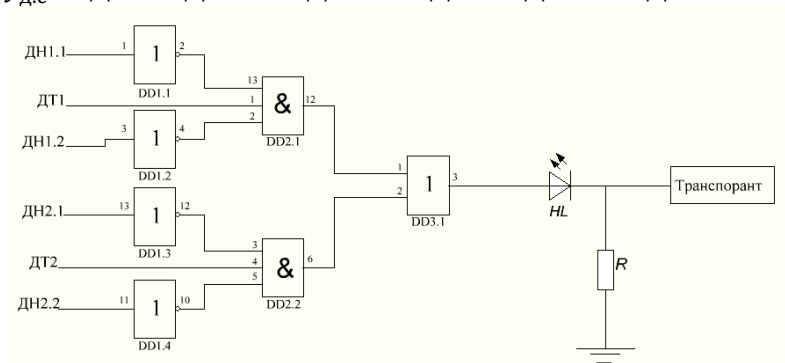 ДН1.1 1 1 2
DD1.1
ДТ1 13 1 2 & 12
DD2.1
ДН1.2 3 1 4
DD1.2
1 2 1 3
DD3.1
HL
Транспорант
ДН2.1 13 1 12
DD1.3
ДТ2 3 4 5 & 6
DD2.2
R
ДН2.2 11 1 10
DD1.4